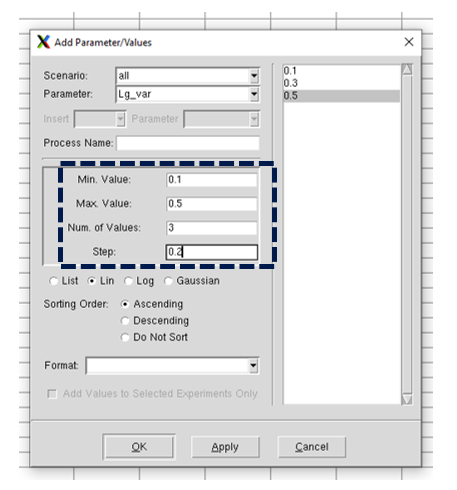 Add Parameter/Values
Scenario: all
Parameter: Lg_var
Insert Parameter
Process Name:
Min. Value: 0.1
Max. Value: 0.5
Num. of Values: 3
Step: 0.2
List Lin Log Gaussian
Sorting Order: Ascending
Descending
Do Not Sort
Format:
Add Values to Selected Experiments Only
0.1
0.3
0.5
OK Apply Cancel